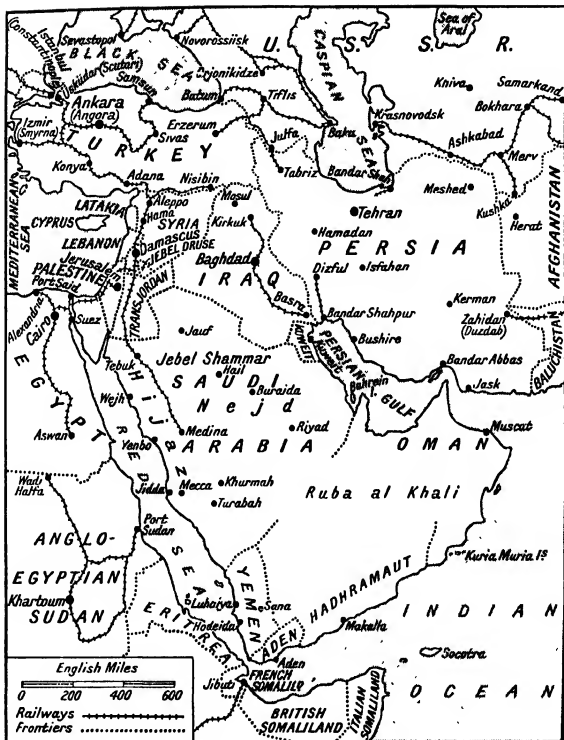 U. S. S. R.
Sea of Aral
Sevastopol
Novorossiisk
BLACK SEA
CASPIAN SEA
Istanbul
(Constantinople)
Uskudar (Scutari)
Samsun
Orjonikidze
Batum
Tiflis
Khiva
Samarkand
Bokhara
Ankara
(Angora)
Izmir
(Smyrna)
Sivas
Erzerum
TURKEY
Julfa
Tabriz
Baku
Krasnovodsk
Ashkabad
Merv
Konya
Adana
Nisibin
Bandar Shah
Meshed
Kushka
Herat
AFGHANISTAN
MEDITERRANEAN SEA
LATAKIA
CYPRUS
Aleppo
Hama
SYRIA
LEBANON
Damascus
JEBEL DRUSE
Mosul
Kirkuk
Tehran
Hamadan
PERSIA
Jerusalem
PALESTINE
Port Said
TRANSJORDAN
Baghdad
IRAQ
Dizful
Isfahan
Basra
Bandar Shahpur
Kerman
Zahidan
(Duzdab)
BALUCHISTAN
Alexandria
Cairo
Suez
EGYPT
Jauf
KOWEIT
Kuweit
Bushire
PERSIAN GULF
Bahrain
Bandar Abbas
Jask
Tebuk
Jebel Shammar
Hail
SAUDI
Buraida
Nejd
Hijaz
Wejh
Medina
ARABIA
Riyad
OMAN
Muscat
Aswan
Yenbo
RED SEA
Wadi Halfa
Jidda
Mecca
Khurmah
Turabah
Ruba al Khali
Port Sudan
ANGLO-
EGYPTIAN
SUDAN
Khartoum
Kuria Muria Is
YEMEN
HADHRAMAUT
Luhaiya
Sana
Hodeida
ERITREA
ADEN
Aden
Makalla
INDIAN
OCEAN
Socotra
Jibuti
FRENCH
SOMALILD
BRITISH
SOMALILAND
ITALIAN
SOMALILAND
English Miles
0 200 400 600
Railways
Frontiers